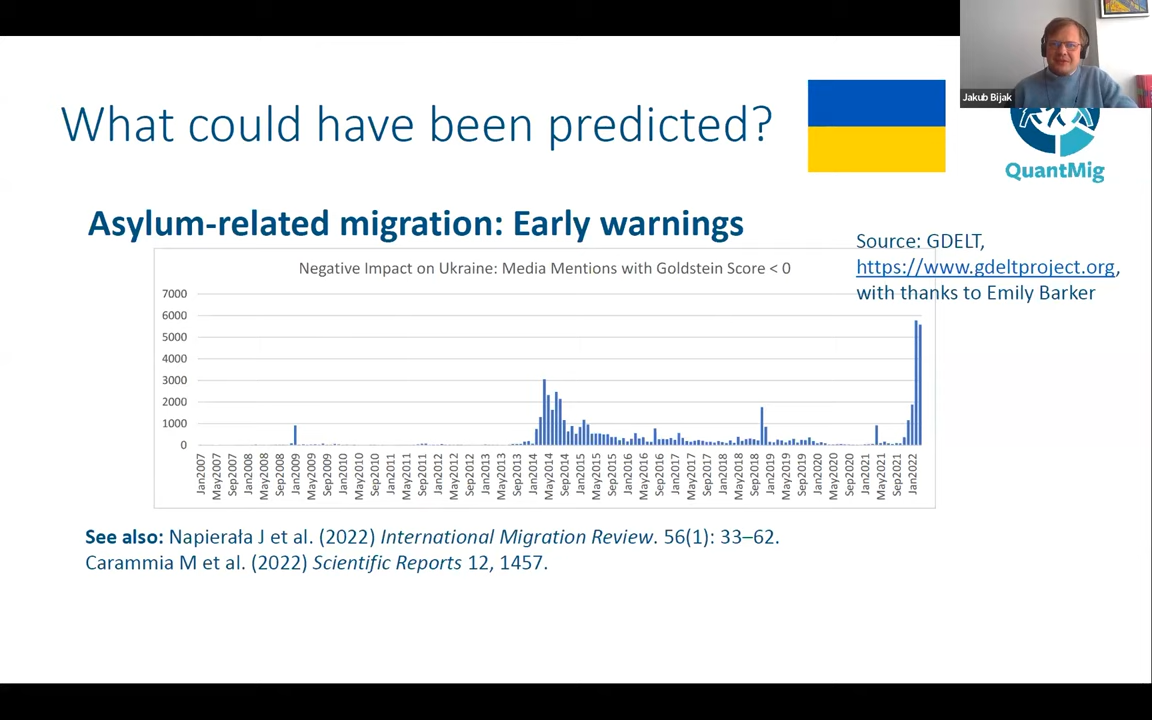 What could have been predicted?
Jakub Bijak
QuantMig
Asylum-related migration: Early warnings
Source: GDELT,
https://www.gdeltproject.org,
with thanks to Emily Barker
Negative Impact on Ukraine: Media Mentions with Goldstein Score < 0
7000
6000
5000
4000
3000
2000
1000
0
Jan2007
May2007
Sep2007
Jan2008
May2008
Sep2008
Jan2009
May2009
Sep2009
Jan2010
May2010
Sep2010
Jan2011
May2011
Sep2011
Jan2012
May2012
Sep2012
Jan2013
May2013
Sep2013
Jan2014
May2014
Sep2014
Jan2015
May2015
Sep2015
Jan2016
May2016
Sep2016
Jan2017
May2017
Sep2017
Jan2018
May2018
Sep2018
Jan2019
May2019
Sep2019
Jan2020
May2020
Sep2020
Jan2021
May2021
Sep2021
Jan2022
See also: Napierała J et al. (2022) International Migration Review. 56(1): 33–62.
Carammia M et al. (2022) Scientific Reports 12, 1457.